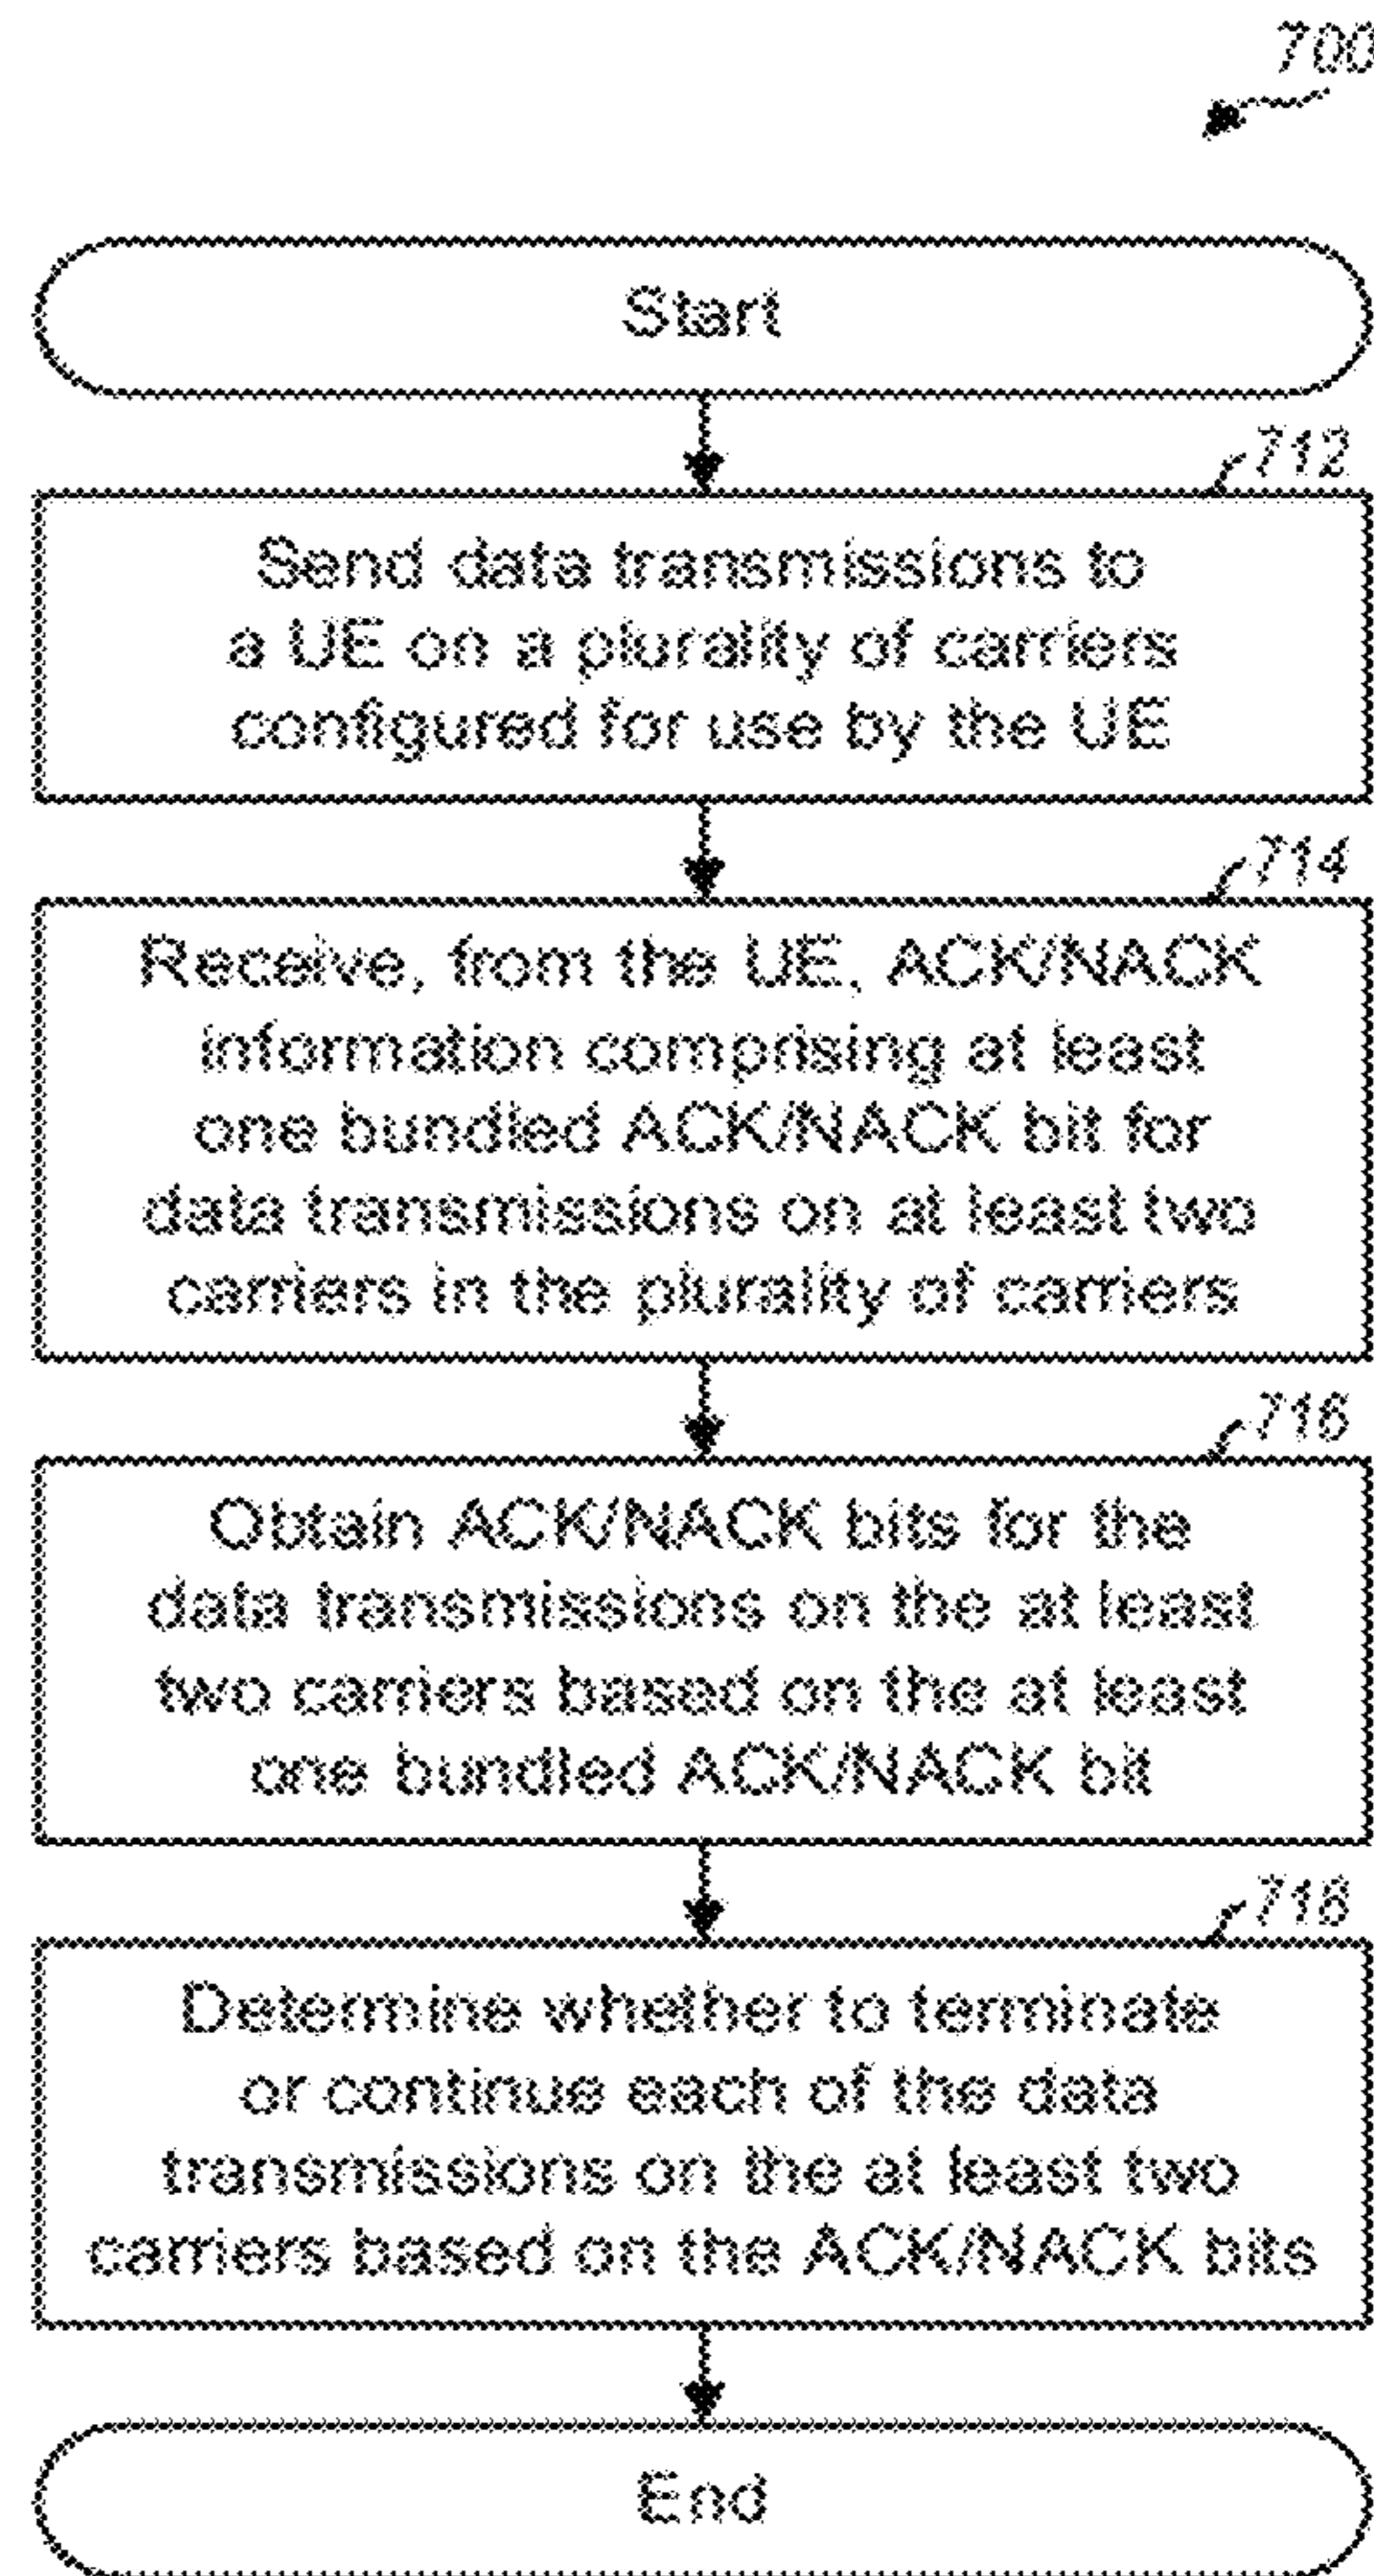 700
Start
712
Send data transmissions to
a UE on a plurality of carriers
configured for use by the UE
714
Receive, from the UE, ACK/NACK
information comprising at least
one bundled ACK/NACK bit for
data transmissions on at least two
carriers in the plurality of carriers
716
Obtain ACK/NACK bits for the
data transmissions on the at least
two carriers based on the at least
one bundled ACK/NACK bit
718
Determine whether to terminate
or continue each of the data
transmissions on the at least two
carriers based on the ACK/NACK bits
End